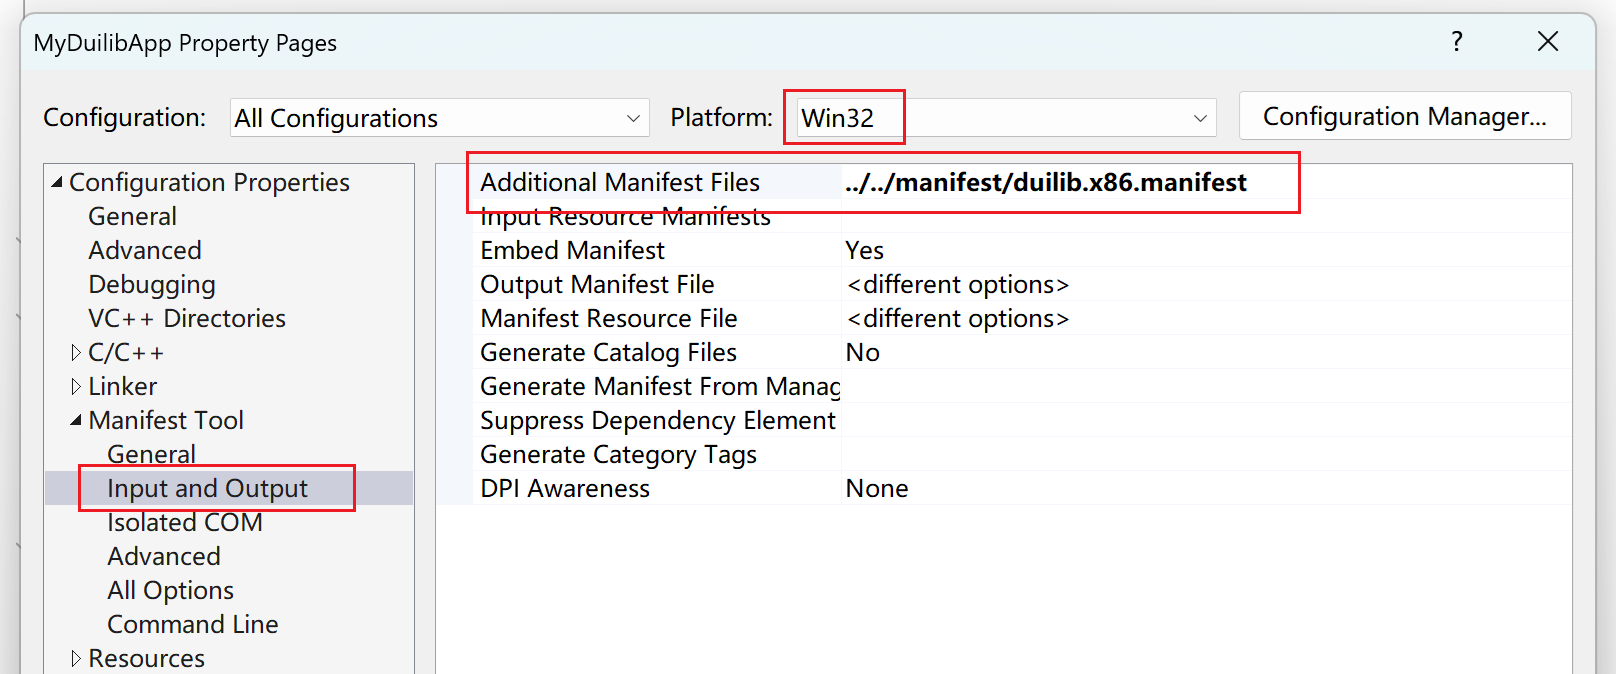 MyDuilibApp Property Pages ?
Configuration: All Configurations Platform: Win32 Configuration Manager...
Configuration Properties
General
Advanced
Debugging
VC++ Directories
C/C++
Linker
Manifest Tool
General
Input and Output
Isolated COM
Advanced
All Options
Command Line
Resources
Additional Manifest Files ../../manifest/duilib.x86.manifest
Input Resource Manifests
Embed Manifest Yes
Output Manifest File <different options>
Manifest Resource File <different options>
Generate Catalog Files No
Generate Manifest From Manag
Suppress Dependency Element
Generate Category Tags
DPI Awareness None